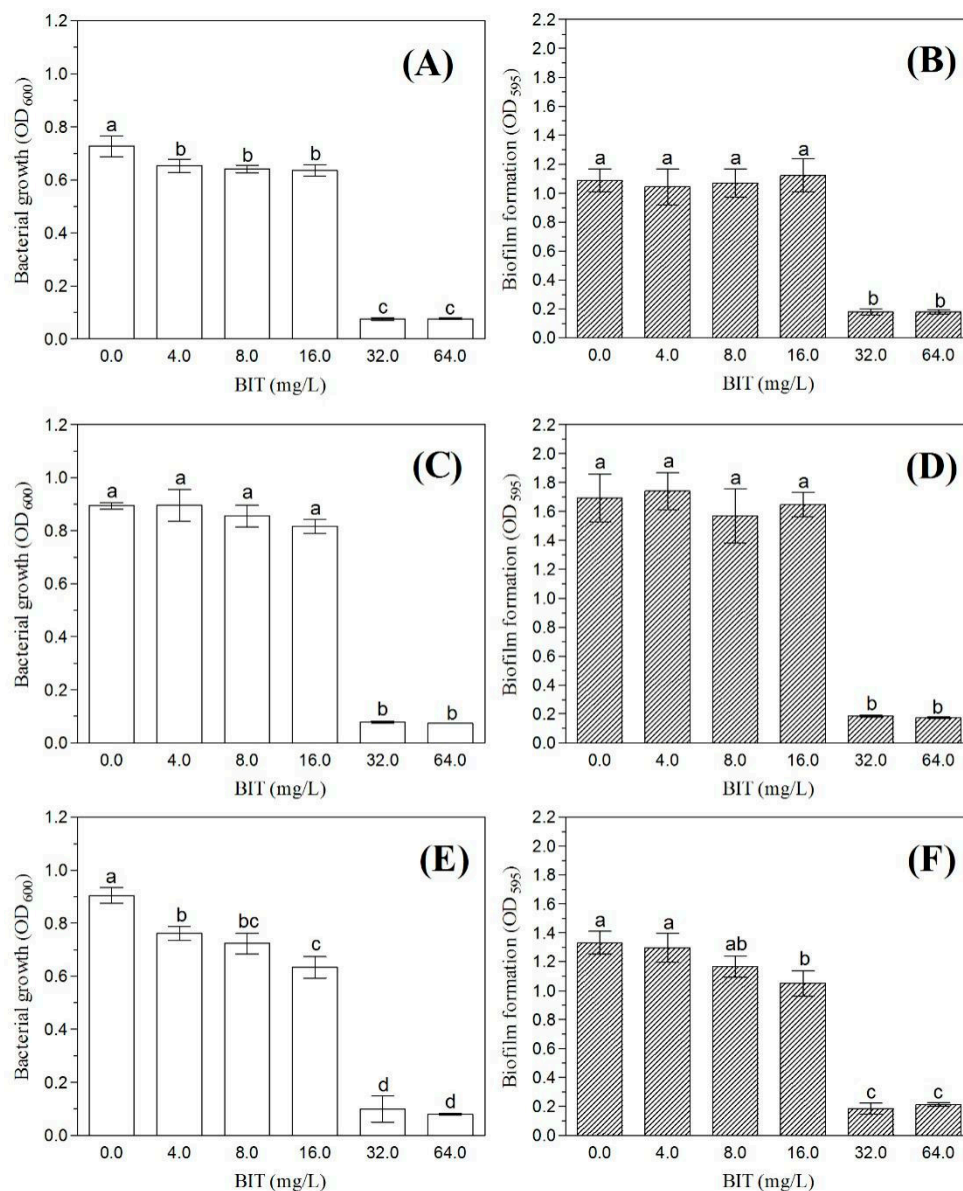 (A)
Bacterial growth (OD600)
1.2
1.0
0.8
0.6
0.4
0.2
0.0
a b b b c c
0.0 4.0 8.0 16.0 32.0 64.0
BIT (mg/L)
(B)
Biofilm formation (OD595)
2.2
2.0
1.8
1.6
1.4
1.2
1.0
0.8
0.6
0.4
0.2
0.0
a a a a b b
0.0 4.0 8.0 16.0 32.0 64.0
BIT (mg/L)
(C)
Bacterial growth (OD600)
1.2
1.0
0.8
0.6
0.4
0.2
0.0
a a a a b b
0.0 4.0 8.0 16.0 32.0 64.0
BIT (mg/L)
(D)
Biofilm formation (OD595)
2.2
2.0
1.8
1.6
1.4
1.2
1.0
0.8
0.6
0.4
0.2
0.0
a a a a b b
0.0 4.0 8.0 16.0 32.0 64.0
BIT (mg/L)
(E)
Bacterial growth (OD600)
1.2
1.0
0.8
0.6
0.4
0.2
0.0
a b bc c d d
0.0 4.0 8.0 16.0 32.0 64.0
BIT (mg/L)
(F)
Biofilm formation (OD595)
2.2
2.0
1.8
1.6
1.4
1.2
1.0
0.8
0.6
0.4
0.2
0.0
a a ab b c c
0.0 4.0 8.0 16.0 32.0 64.0
BIT (mg/L)